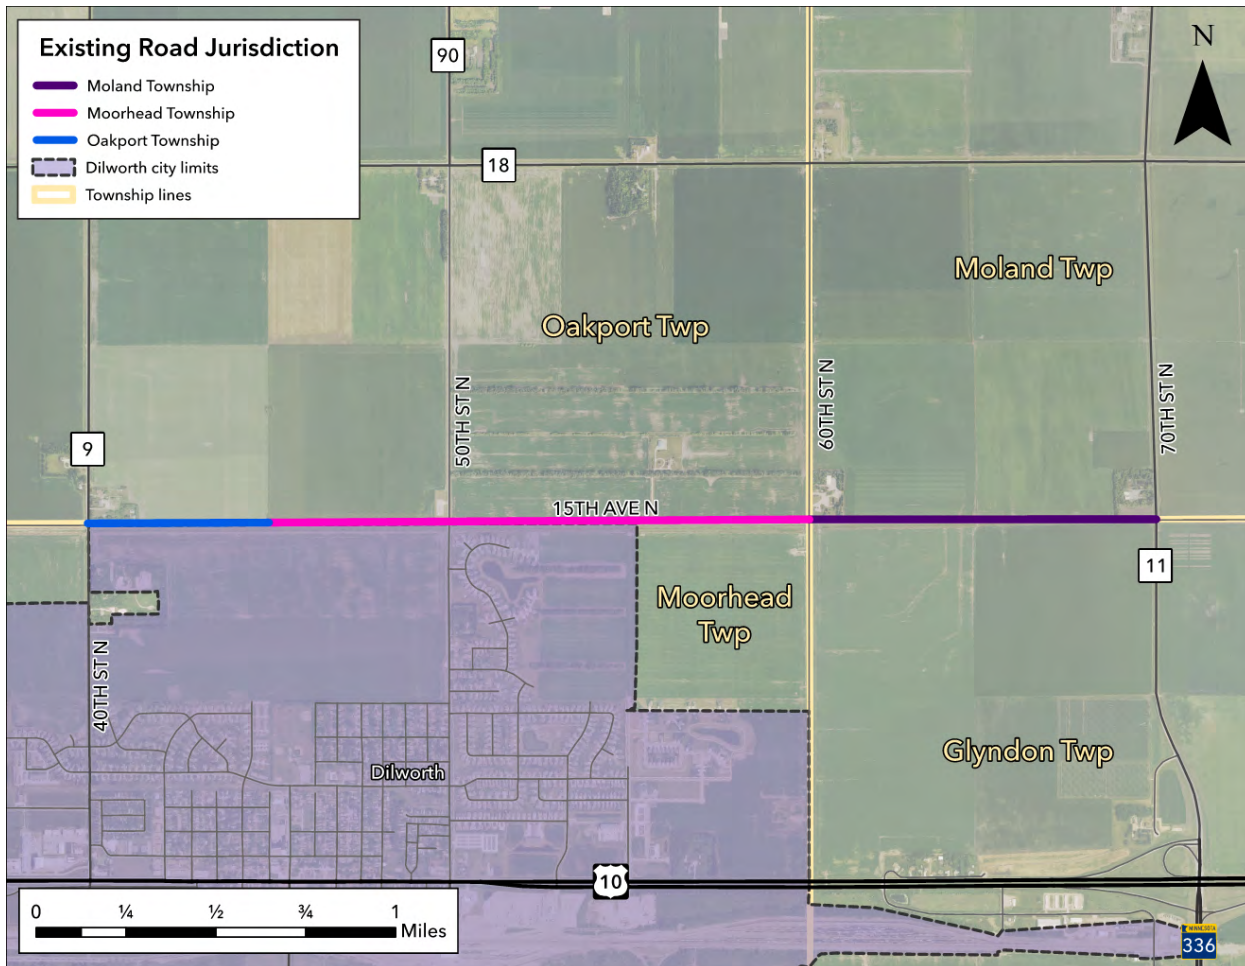 Existing Road Jurisdiction
Moland Township
Moorhead Township
Oakport Township
Dilworth city limits
Township lines
90
N
18
Moland Twp
Oakport Twp
50TH ST N
60TH ST N
70TH ST N
9
15TH AVE N
11
Moorhead
Twp
40TH ST N
Glyndon Twp
Dilworth
10
0 ¼ ½ ¾ 1
Miles
MINNESOTA
336